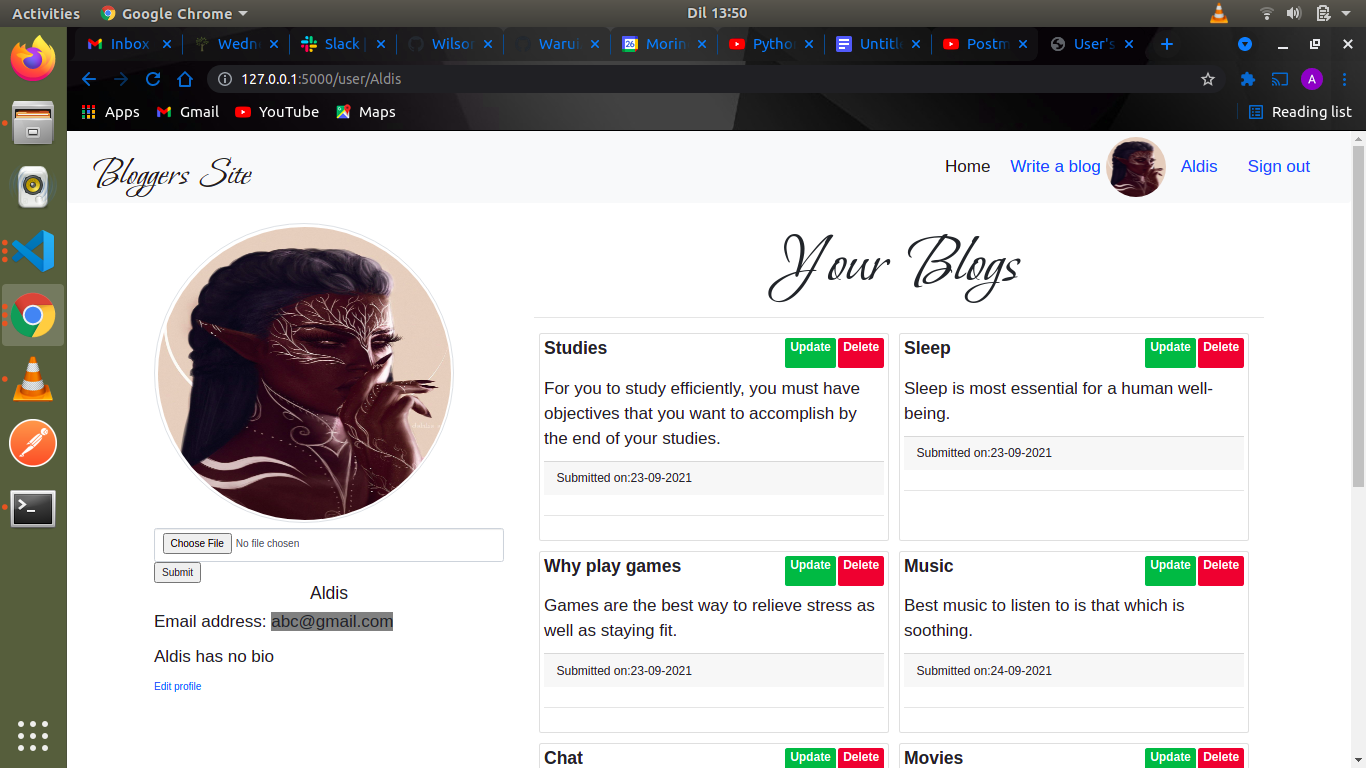 Activities
Google Chrome
Dil 13:50
Inbox
Wedn
Slack
Wilson
Warui
26
Morin
Python
Untitle
Postm
User's
127.0.0.1:5000/user/Aldis
A
Apps
Gmail
YouTube
Maps
Reading list
Bloggers Site
Home
Write a blog
Aldis
Sign out
Your Blogs
Studies
Update
Delete
For you to study efficiently, you must have
objectives that you want to accomplish by
the end of your studies.
Submitted on:23-09-2021
Sleep
Update
Delete
Sleep is most essential for a human well-
being.
Submitted on:23-09-2021
Choose File No file chosen
Submit
Aldis
Email address: abc@gmail.com
Aldis has no bio
Edit profile
Why play games
Update
Delete
Games are the best way to relieve stress as
well as staying fit.
Submitted on:23-09-2021
Music
Update
Delete
Best music to listen to is that which is
soothing.
Submitted on:24-09-2021
Chat
Update
Delete
Movies
Update
Delete